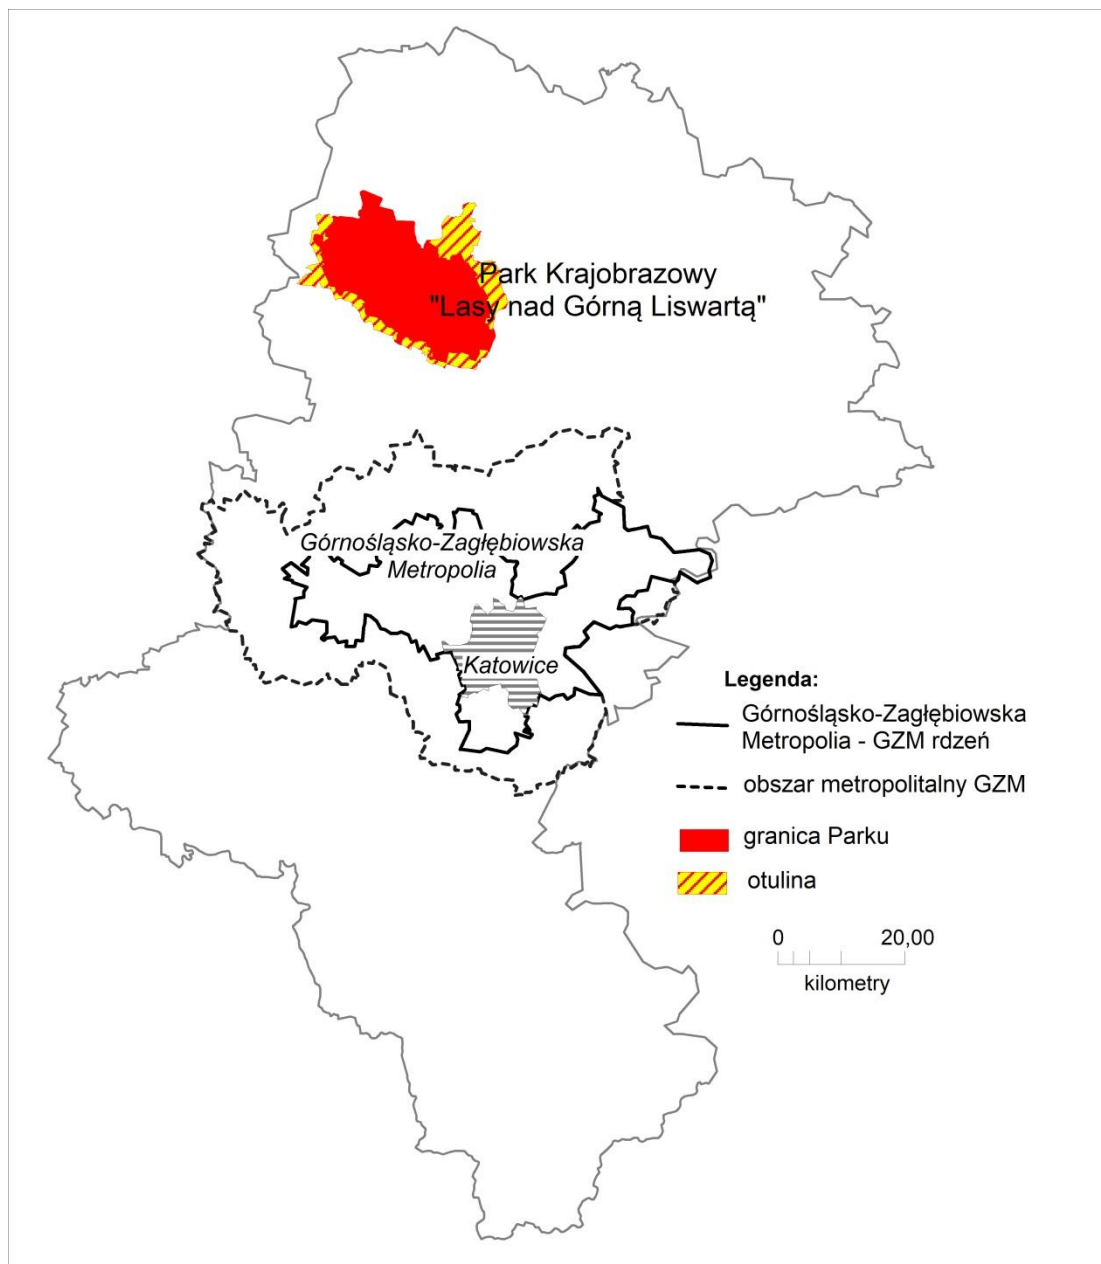 Park Krajobrazowy
"Lasy nad Górną Liswartą"
Górnośląsko-Zagłębiowska
Metropolia
Katowice
Legenda:
Górnośląsko-Zagłębiowska
Metropolia - GZM rdzeń
obszar metropolitalny GZM
granica Parku
otulina
0 20,00
kilometry